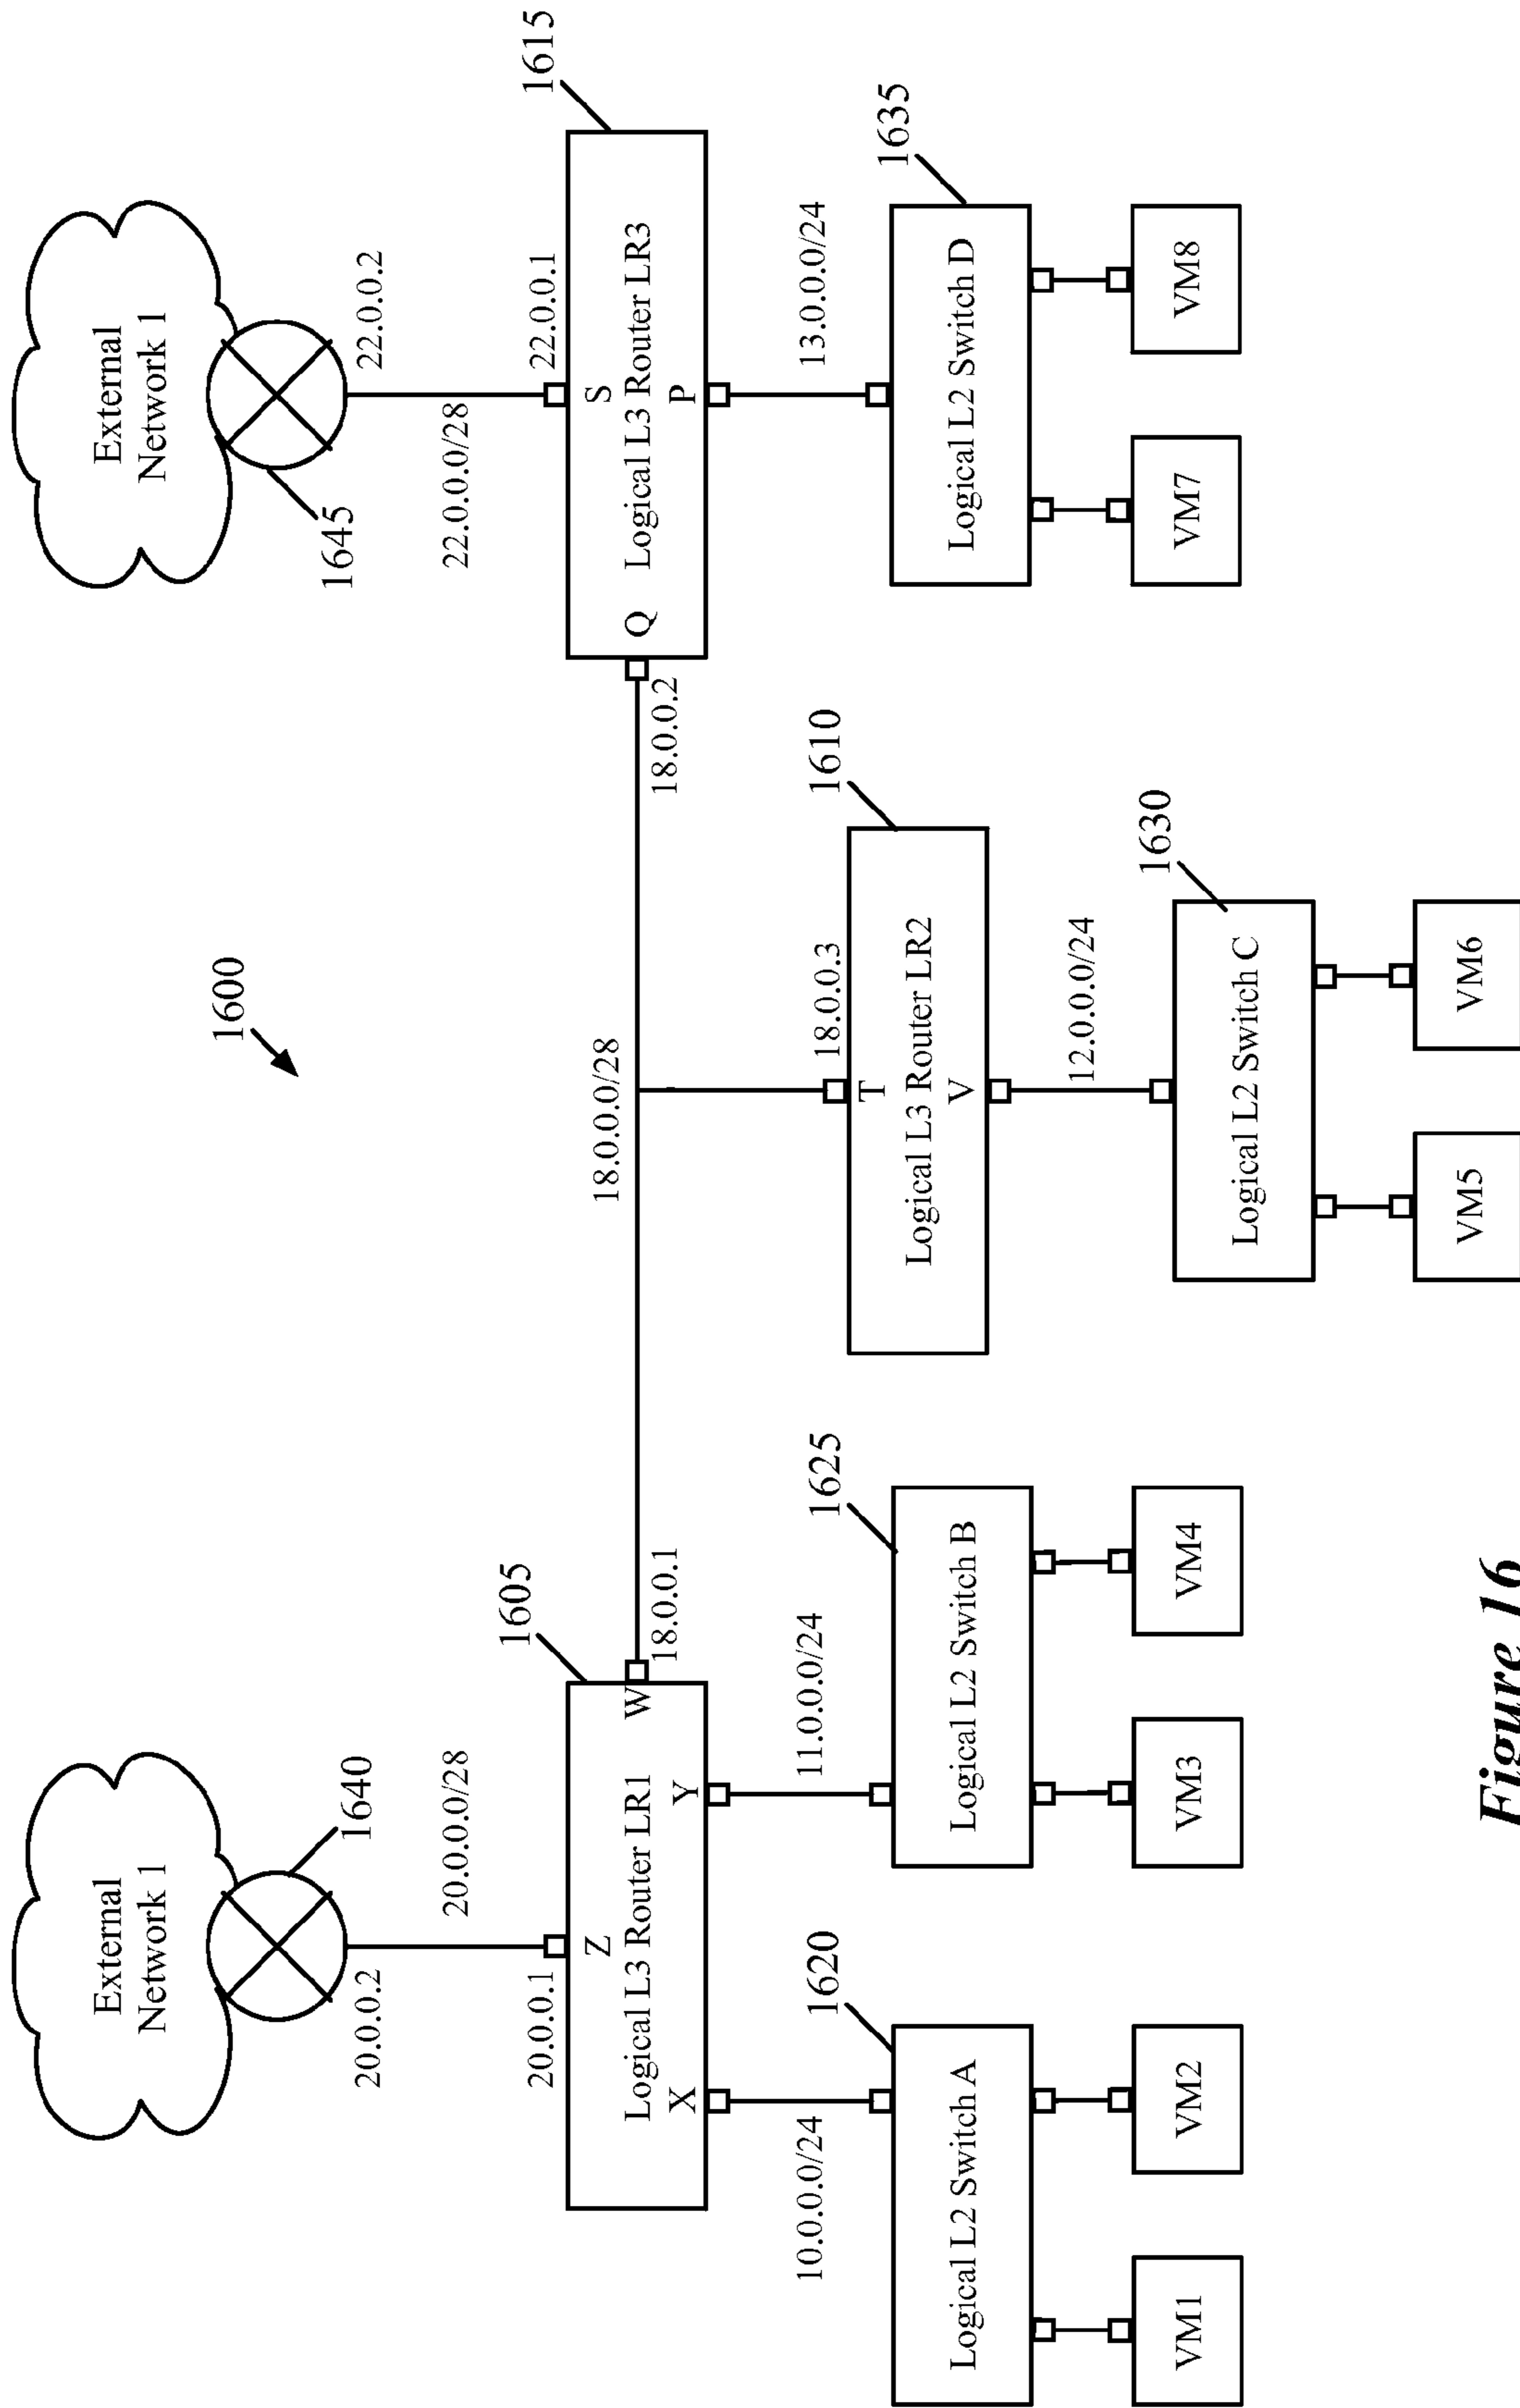 1600
External
Network 1
1640
20.0.0.2
20.0.0.0/28
20.0.0.1
1605
Z
Logical L3 Router LR1
X
Y
W
18.0.0.1
10.0.0.0/24
1620
Logical L2 Switch A
VM1
VM2
11.0.0.0/24
1625
Logical L2 Switch B
VM3
VM4
18.0.0.0/28
18.0.0.3
1610
T
Logical L3 Router LR2
V
12.0.0.0/24
1630
Logical L2 Switch C
VM5
VM6
External
Network 1
1645
22.0.0.2
22.0.0.0/28
22.0.0.1
1615
S
Q
Logical L3 Router LR3
P
18.0.0.2
13.0.0.0/24
1635
Logical L2 Switch D
VM7
VM8
Figure 16